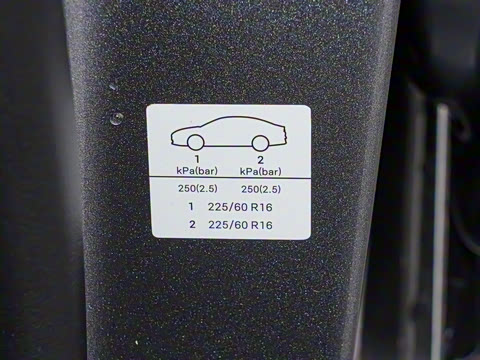 1 2
kPa(bar) kPa(bar)
250(2.5) 250(2.5)
1 225/60 R16
2 225/60 R16